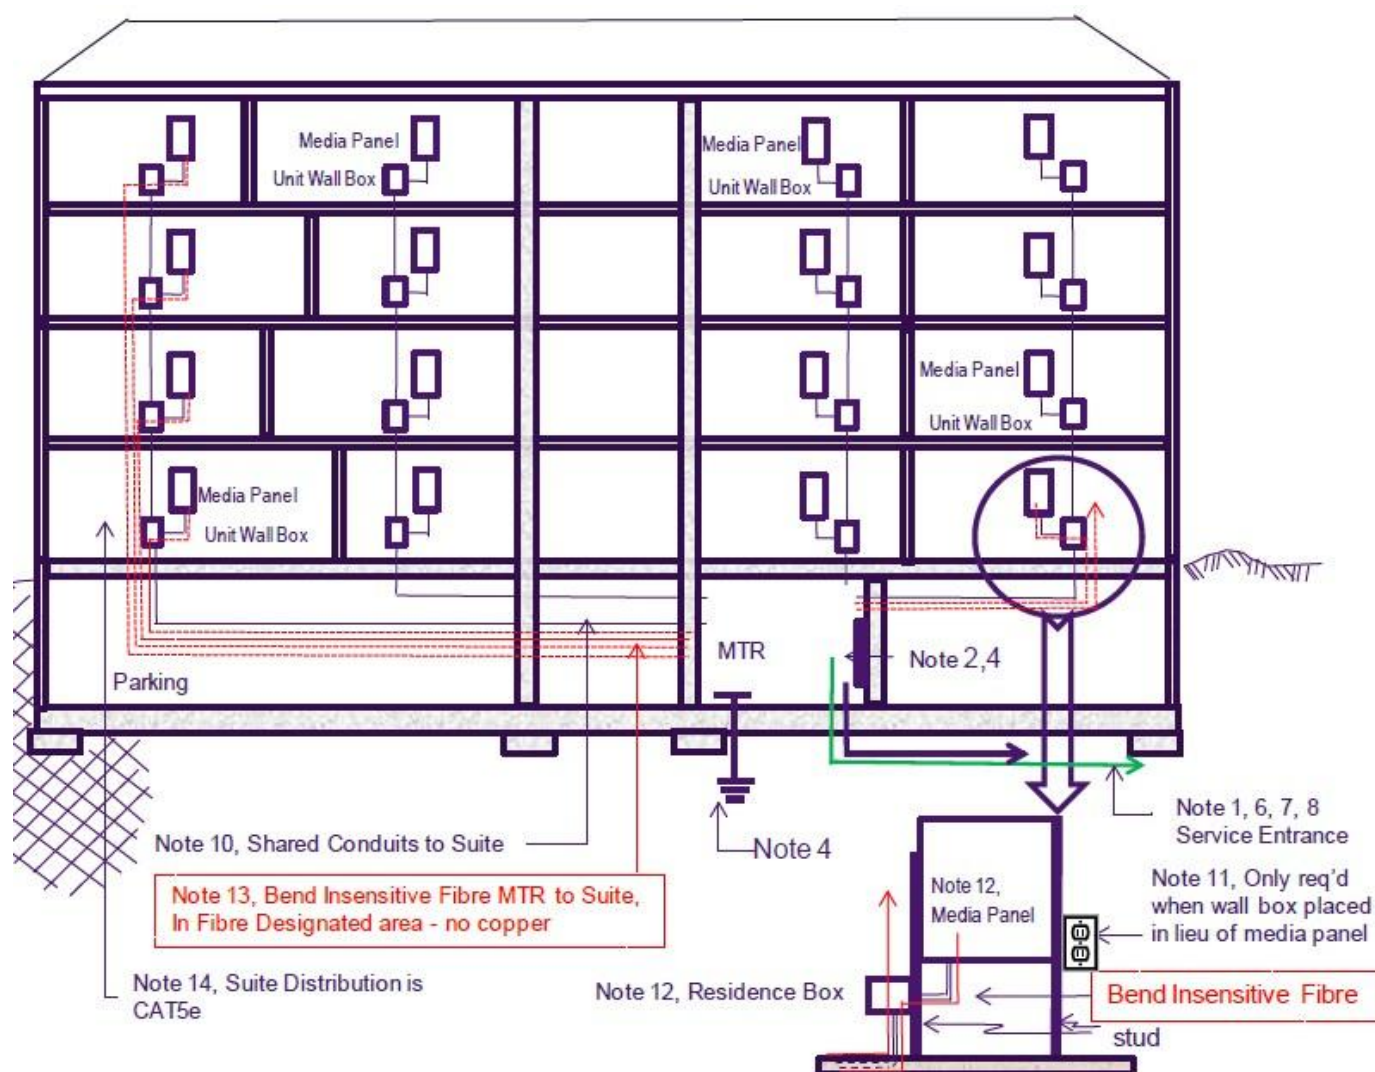 Media Panel
Unit Wall Box
Media Panel
Unit Wall Box
Media Panel
Unit Wall Box
Media Panel
Unit Wall Box
MTR
Note 2,4
Parking
Note 1, 6, 7, 8
Service Entrance
Note 10, Shared Conduits to Suite
Note 4
Note 13, Bend Insensitive Fibre MTR to Suite,
In Fibre Designated area - no copper
Note 11, Only req'd
when wall box placed
in lieu of media panel
Note 12,
Media Panel
Note 14, Suite Distribution is
CAT5e
Note 12, Residence Box
Bend Insensitive Fibre
stud